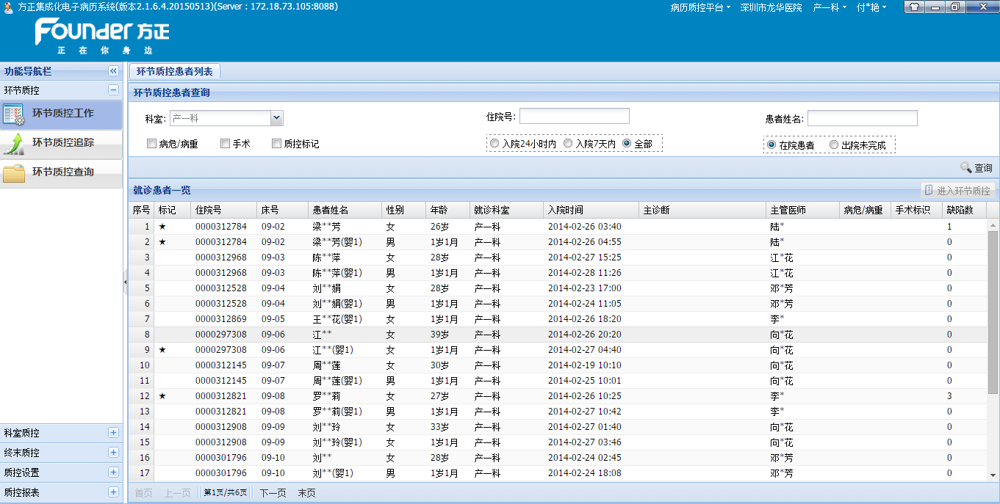 方正集成化电子病历系统(版本2.1.6.4.20150513)(Server : 172.18.73.105:8088)
病历质控平台 深圳市龙华医院 产一科 付*艳
Founder 方正
正在你身边
功能导航栏
环节质控
环节质控工作
环节质控追踪
环节质控查询
科室质控
终末质控
质控设置
质控报表
环节质控患者列表
环节质控患者查询
科室: 产一科 住院号: 患者姓名:
病危/病重 手术 质控标记 入院24小时内 入院7天内 全部 在院患者 出院未完成
查询
就诊患者一览 进入环节质控
序号 标记 住院号 床号 患者姓名 性别 年龄 就诊科室 入院时间 主诊断 主管医师 病危/病重 手术标识 缺陷数
1 ★ 0000312784 09-02 梁**芳 女 26岁 产一科 2014-02-26 03:40 陆* 1
2 ★ 0000312784 09-02 梁**芳(婴1) 男 1岁1月 产一科 2014-02-26 04:55 陆* 0
3 0000312968 09-03 陈**萍 女 28岁 产一科 2014-02-27 15:25 江*花 0
4 0000312968 09-03 陈**萍(婴1) 男 1岁1月 产一科 2014-02-28 11:26 江*花 0
5 0000312528 09-04 刘**娟 女 28岁 产一科 2014-02-23 17:00 邓*芳 0
6 0000312528 09-04 刘**娟(婴1) 男 1岁1月 产一科 2014-02-24 11:05 邓*芳 0
7 0000312869 09-05 王**花(婴1) 女 1岁1月 产一科 2014-02-26 18:20 李* 0
8 0000297308 09-06 江** 女 39岁 产一科 2014-02-26 20:20 向*花 0
9 ★ 0000297308 09-06 江**(婴1) 女 1岁1月 产一科 2014-02-27 04:40 向*花 0
10 0000312145 09-07 周**莲 女 30岁 产一科 2014-02-19 10:10 向*花 0
11 0000312145 09-07 周**莲(婴1) 男 1岁1月 产一科 2014-02-25 10:01 向*花 0
12 ★ 0000312821 09-08 罗**莉 女 27岁 产一科 2014-02-26 10:25 李* 3
13 0000312821 09-08 罗**莉(婴1) 男 1岁1月 产一科 2014-02-27 10:42 李* 0
14 0000312908 09-09 刘**玲 女 33岁 产一科 2014-02-27 01:40 向*花 0
15 0000312908 09-09 刘**玲(婴1) 女 1岁1月 产一科 2014-02-27 03:46 向*花 0
16 0000301796 09-10 刘** 女 28岁 产一科 2014-02-24 02:45 邓*芳 0
17 0000301796 09-10 刘**(婴1) 男 1岁1月 产一科 2014-02-24 18:08 邓*芳 0
首页 上一页 第1页/共6页 下一页 末页